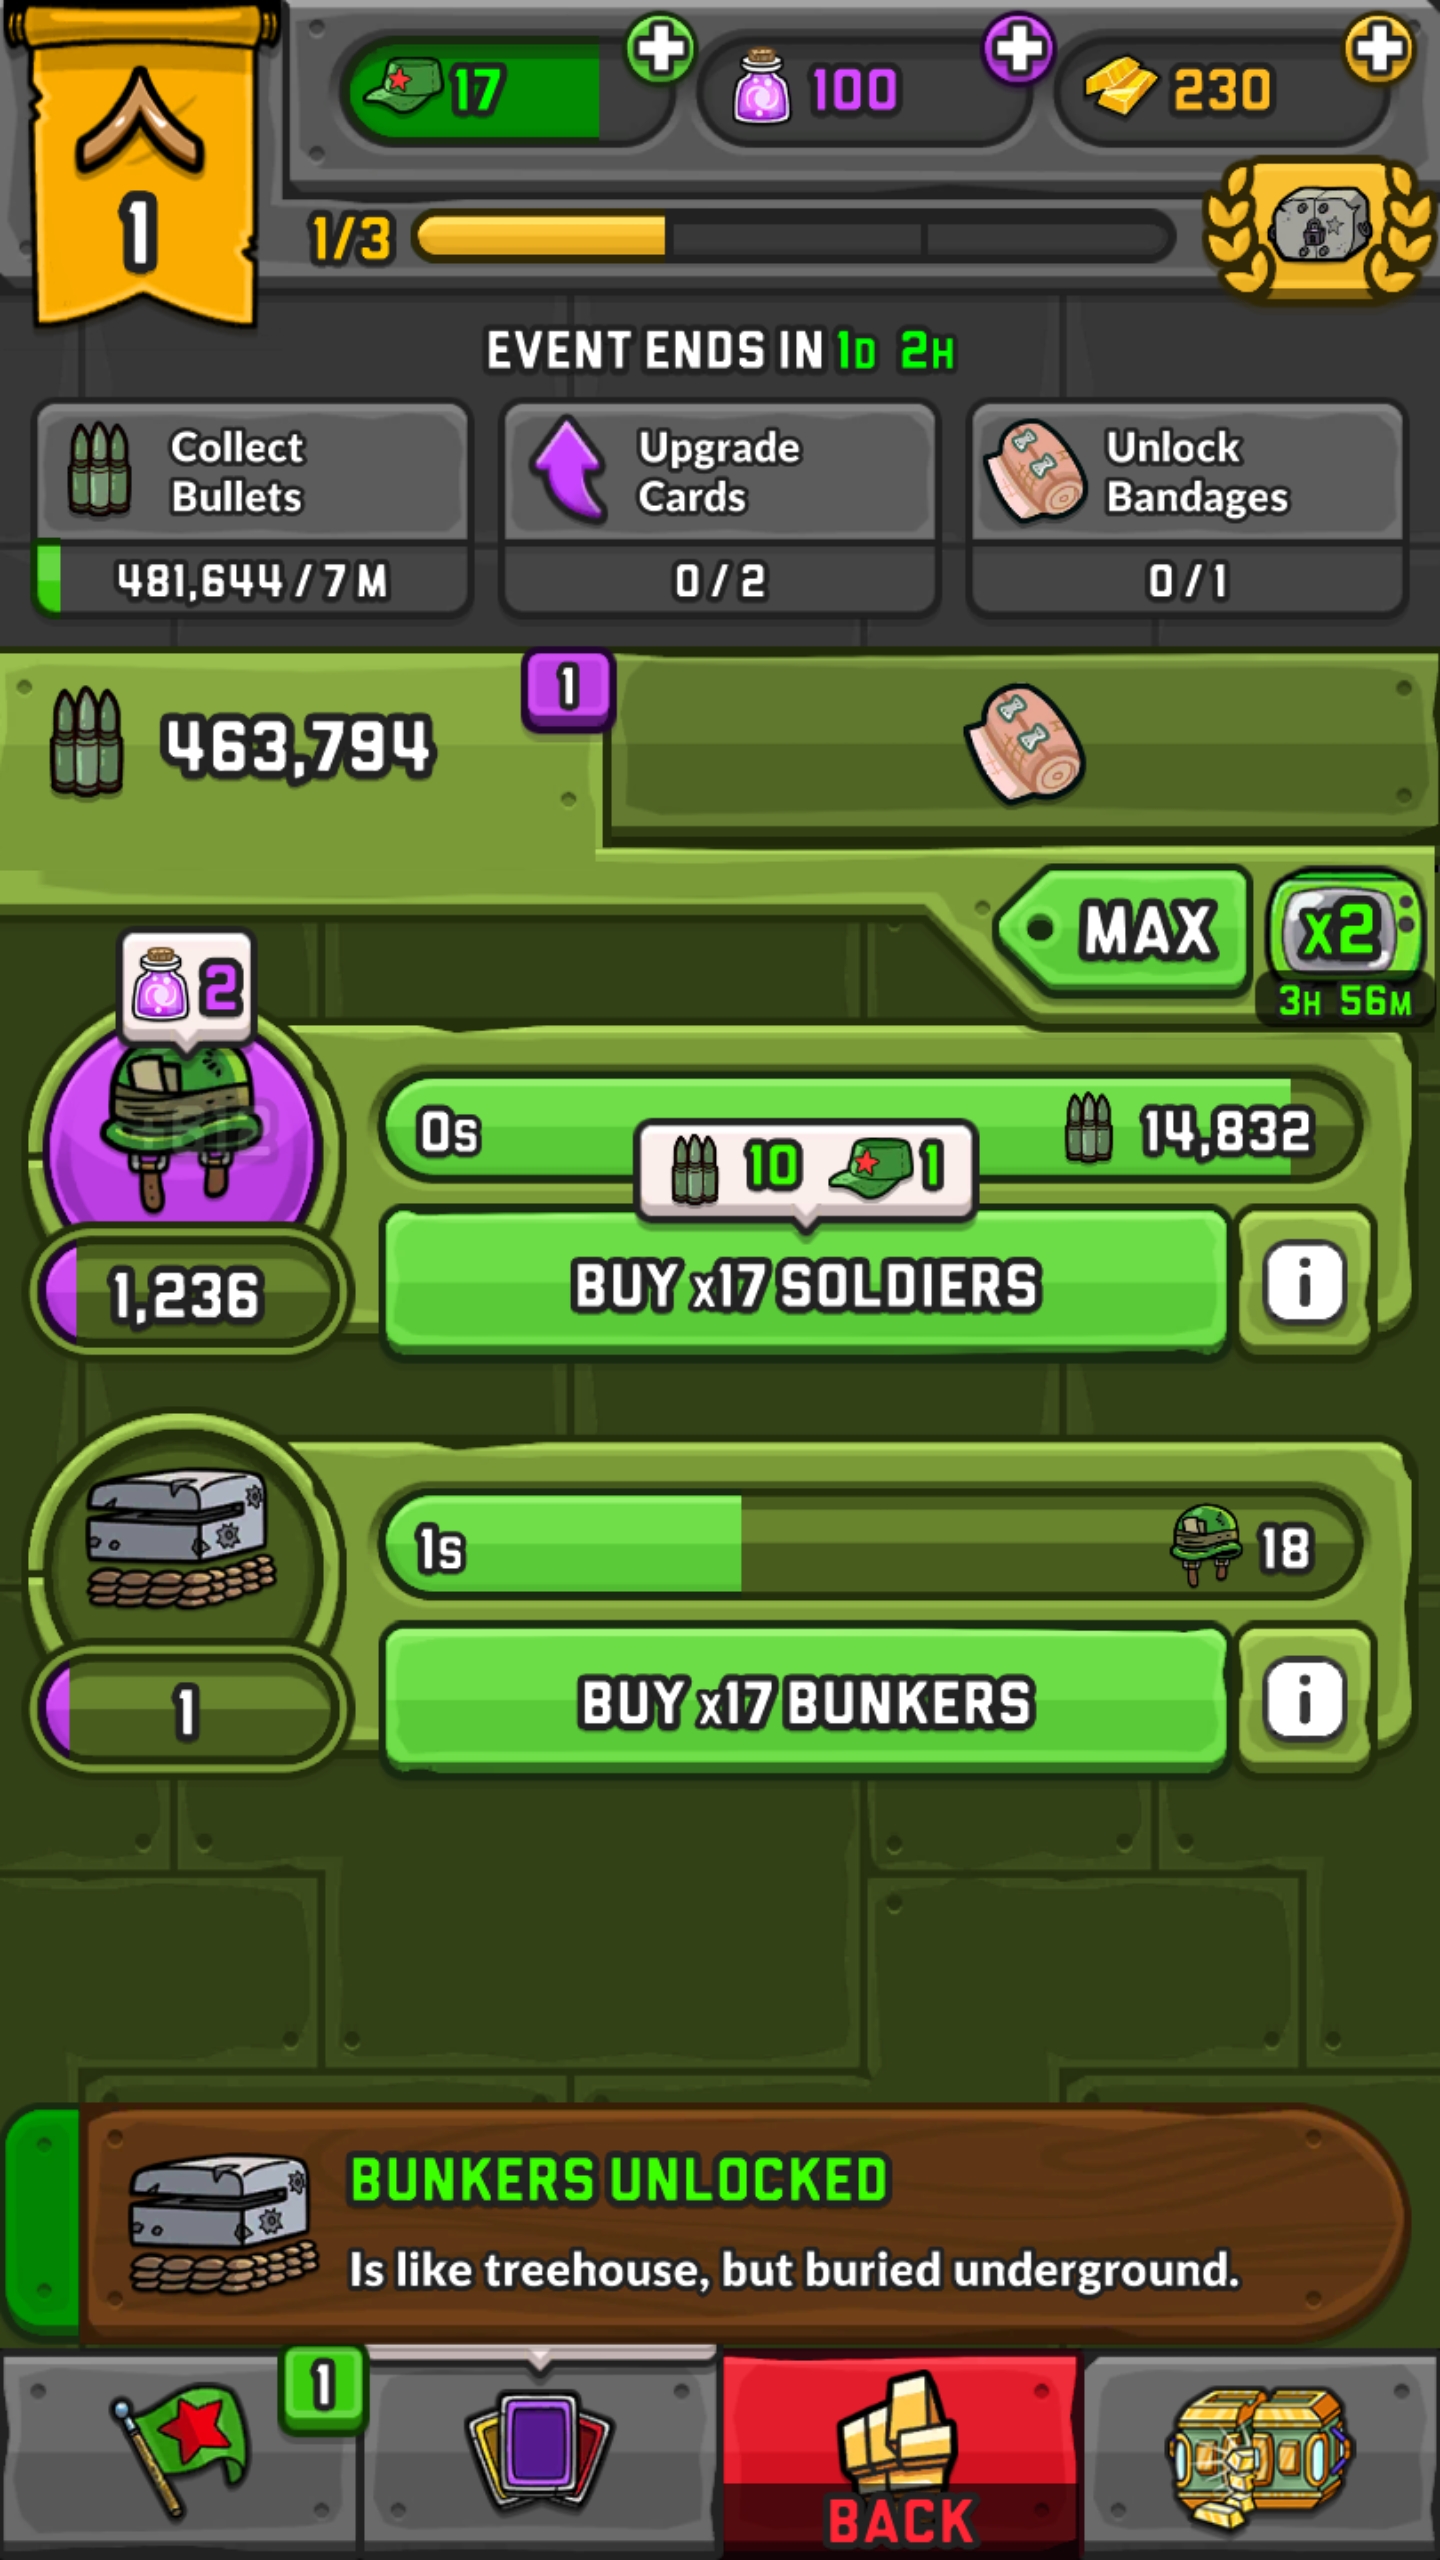 17
100
230
1
1/3
EVENT ENDS IN 1D 2H
Collect
Bullets
481,644 / 7 M
Upgrade
Cards
0 / 2
Unlock
Bandages
0 / 1
463,794
1
MAX
x2
3H 56M
2
0s
14,832
10
1
1,236
BUY x17 SOLDIERS
i
1s
18
1
BUY x17 BUNKERS
i
BUNKERS UNLOCKED
Is like treehouse, but buried underground.
1
BACK